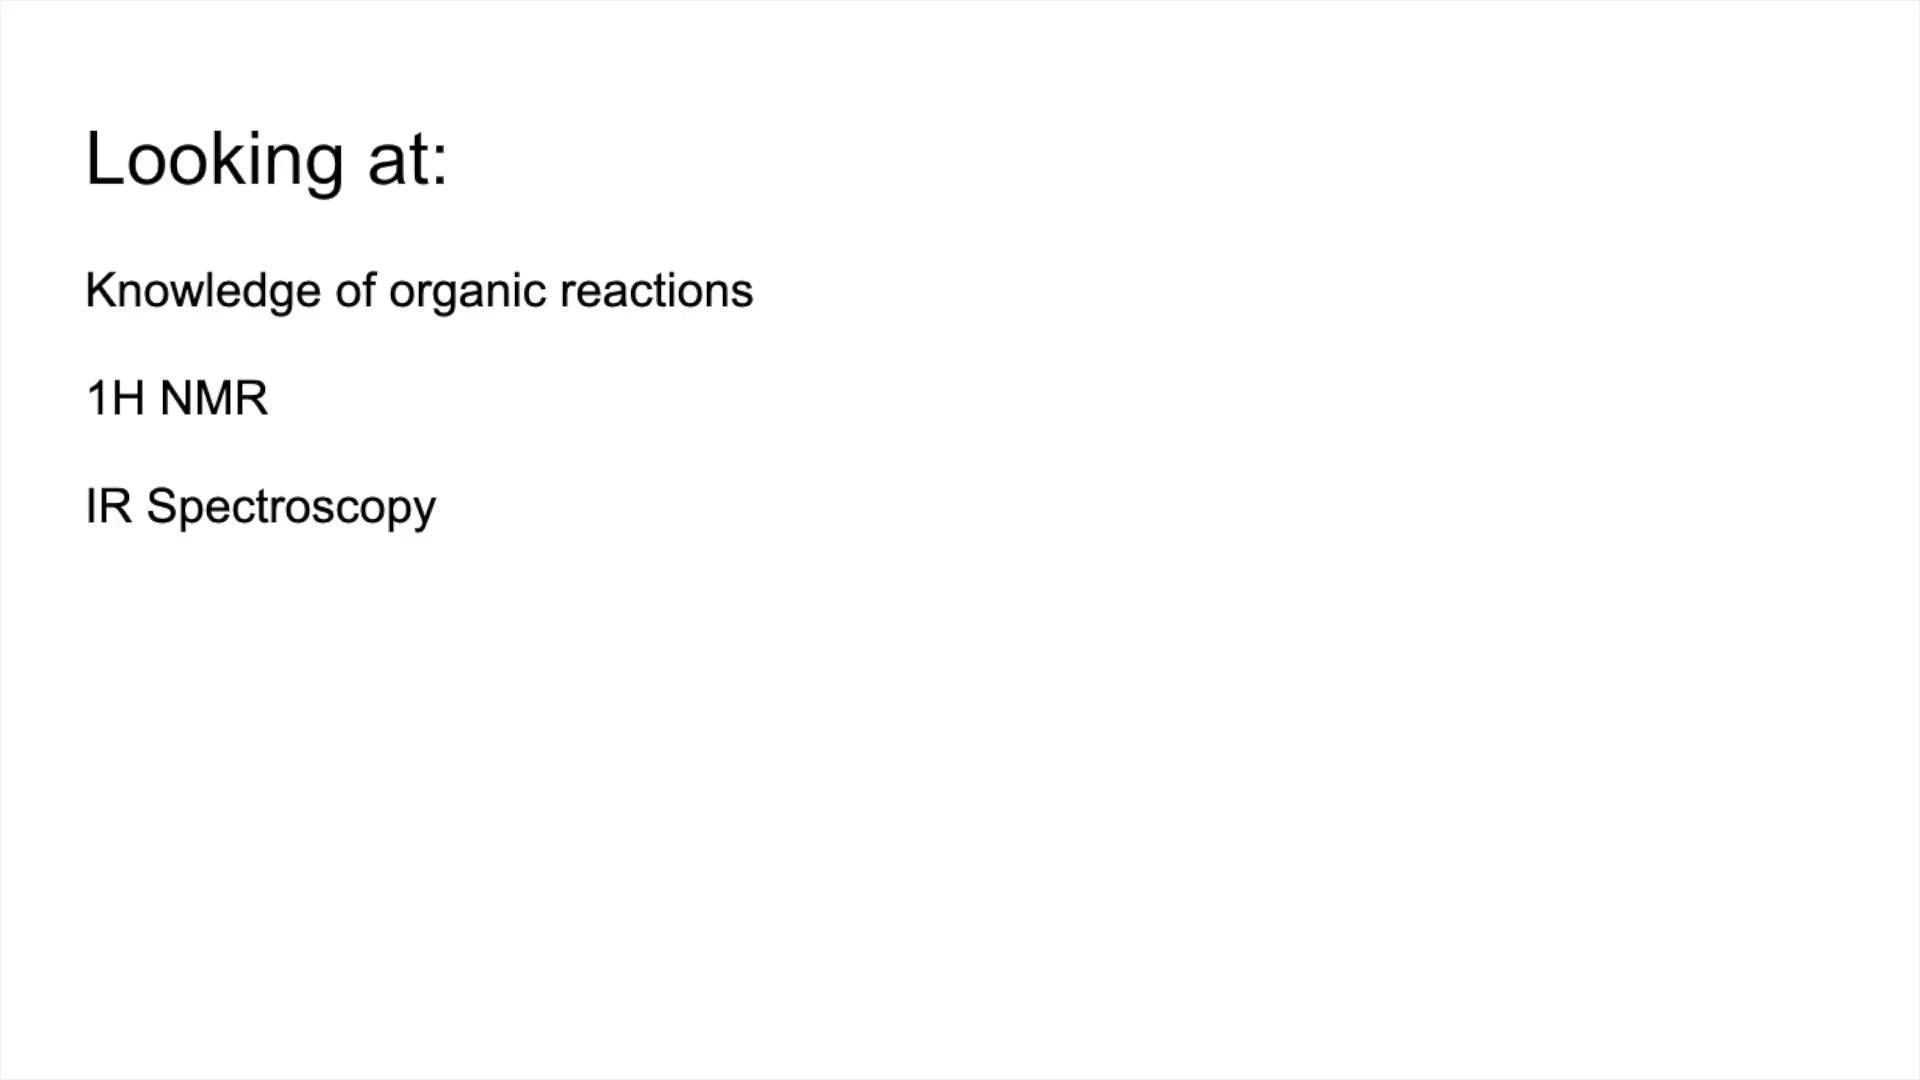 Looking at:
Knowledge of organic reactions
1H NMR
IR Spectroscopy